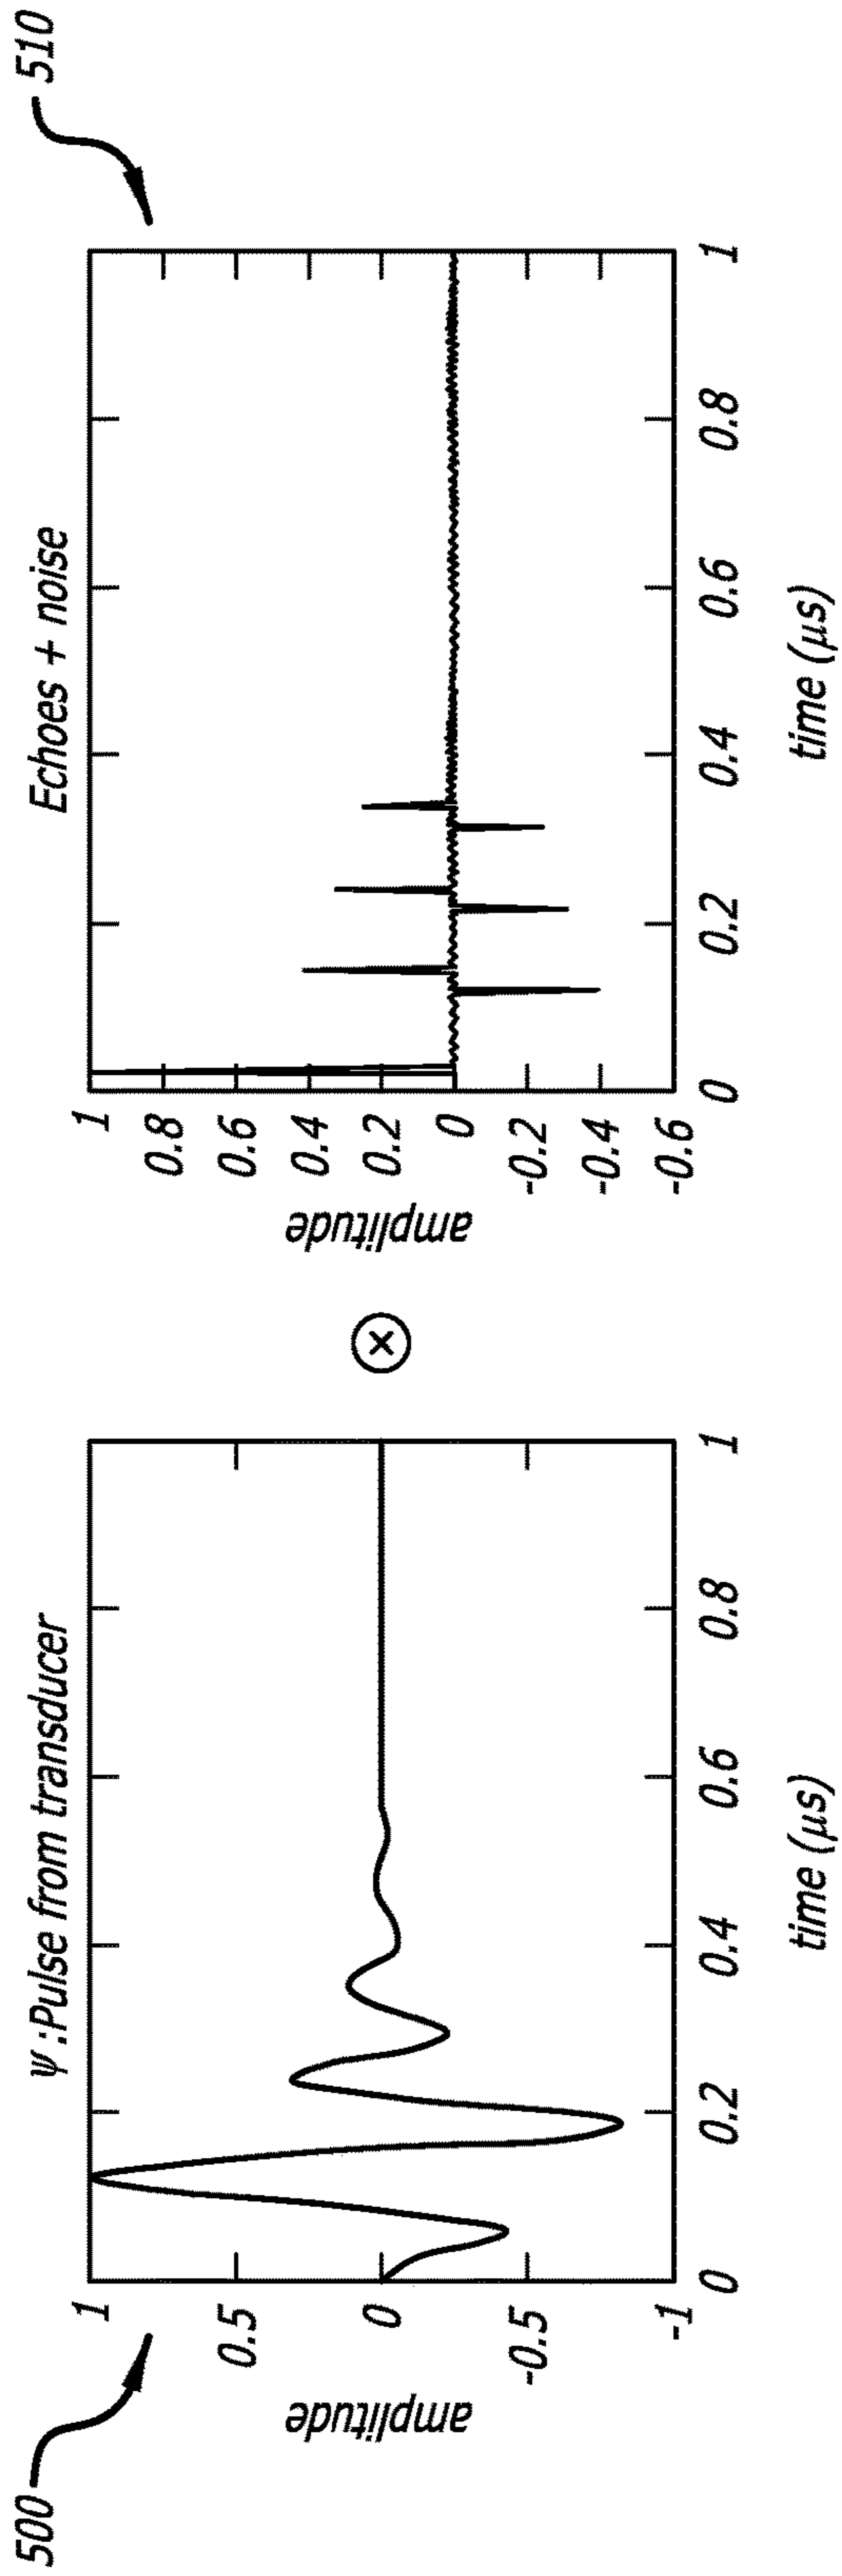 500
ψ :Pulse from transducer
amplitude
1
0.5
0
-0.5
-1
0 0.2 0.4 0.6 0.8 1
time (μs)
×
510
Echoes + noise
amplitude
1
0.8
0.6
0.4
0.2
0
-0.2
-0.4
-0.6
0 0.2 0.4 0.6 0.8 1
time (μs)